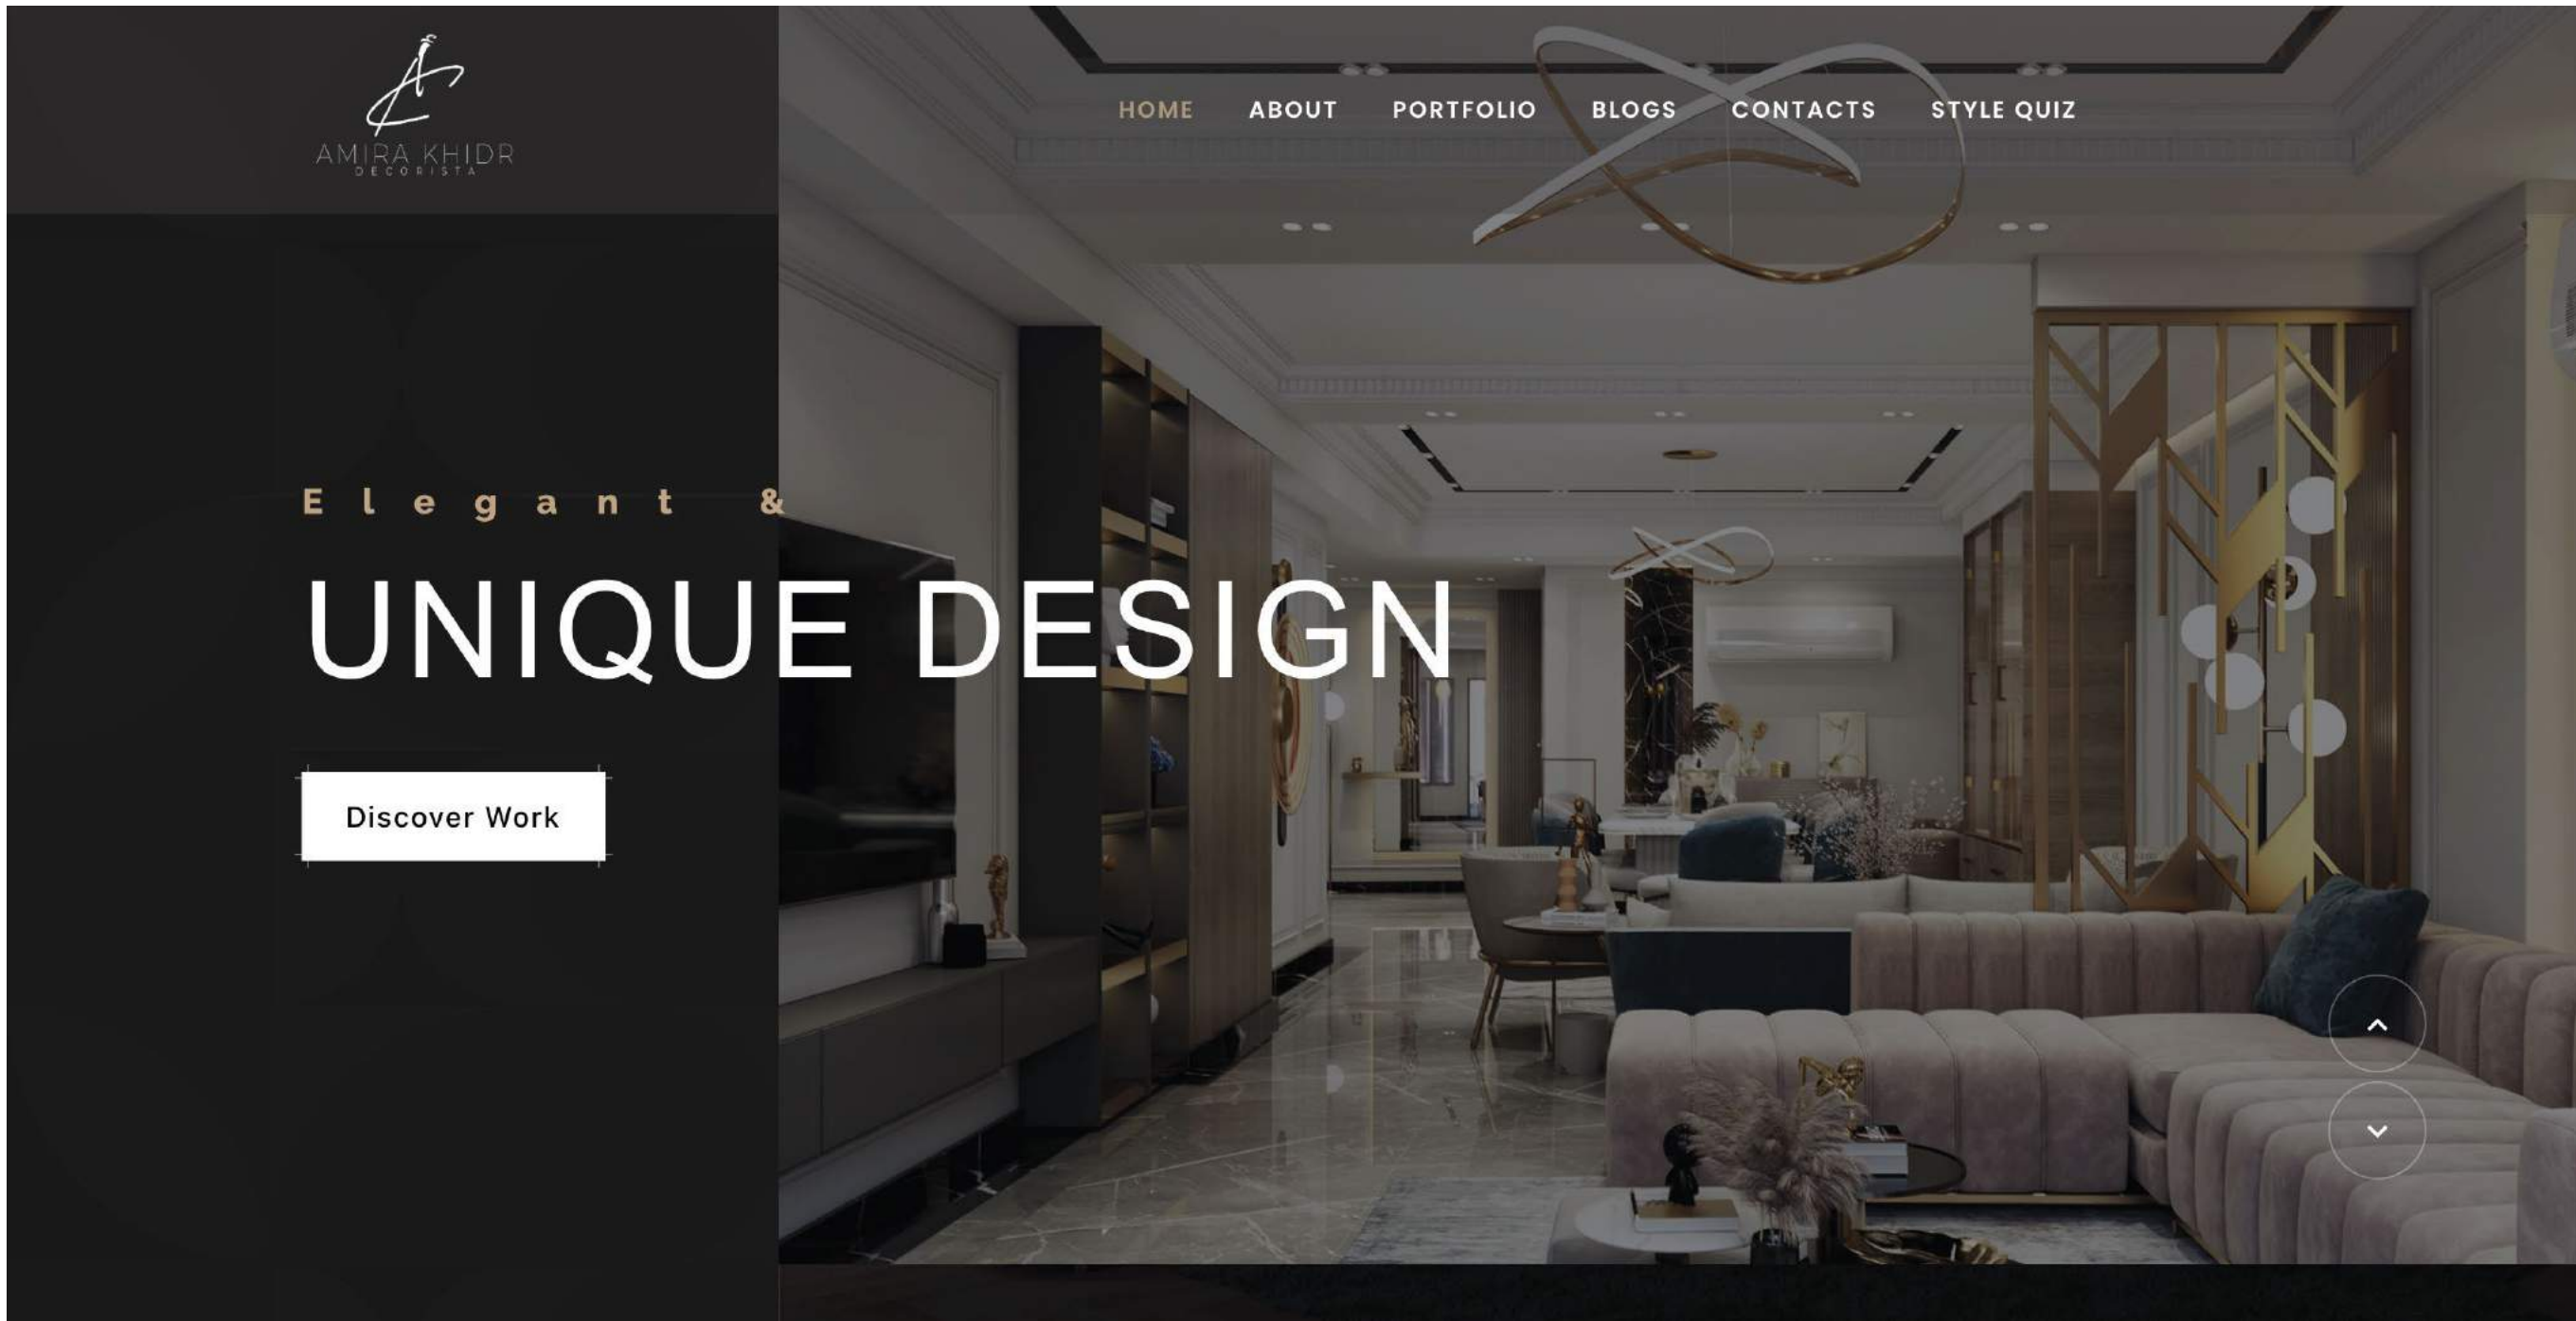 AMIRA KHIDR
DECORISTA
HOME ABOUT PORTFOLIO BLOGS CONTACTS STYLE QUIZ
Elegant &
UNIQUE DESIGN
Discover Work